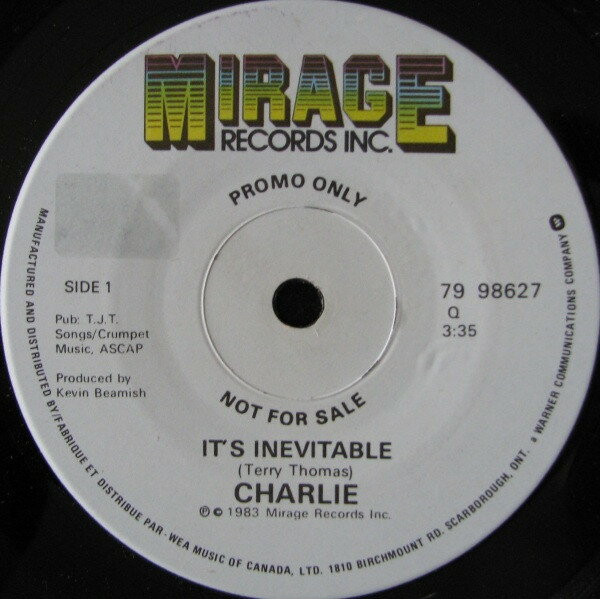 MIRAGE
RECORDS INC.
PROMO ONLY
SIDE 1
79 98627
Q
3:35
Pub: T.J.T.
Songs/Crumpet
Music, ASCAP
Produced by
Kevin Beamish
NOT FOR SALE
IT'S INEVITABLE
(Terry Thomas)
CHARLIE
℗ © 1983 Mirage Records Inc.
MANUFACTURED AND DISTRIBUTED BY/FABRIQUE ET DISTRIBUE PAR-WEA MUSIC OF CANADA, LTD. 1810 BIRCHMOUNT RD. SCARBOROUGH, ONT. a WARNER COMMUNICATIONS COMPANY